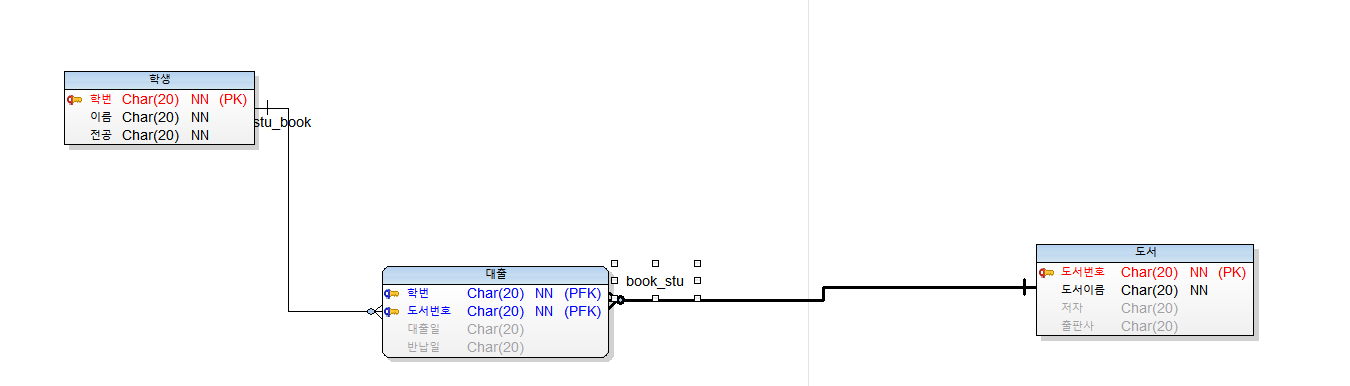 학생
학번 Char(20) NN (PK)
이름 Char(20) NN
전공 Char(20) NN
stu_book
대출
학번 Char(20) NN (PFK)
도서번호 Char(20) NN (PFK)
대출일 Char(20)
반납일 Char(20)
book_stu
도서
도서번호 Char(20) NN (PK)
도서이름 Char(20) NN
저자 Char(20)
출판사 Char(20)